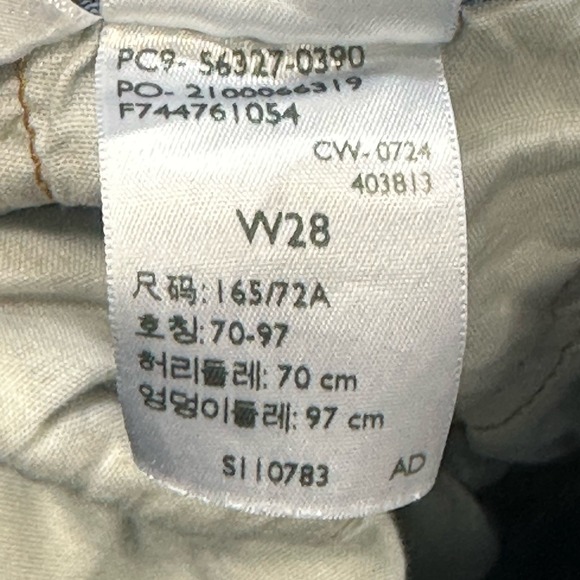 PC9- 56327-0390
PO- 2100066319
F744761054
CW-0724
403813
W28
尺码: 165/72A
호칭: 70-97
허리둘레: 70 cm
엉덩이둘레: 97 cm
S110783
AD